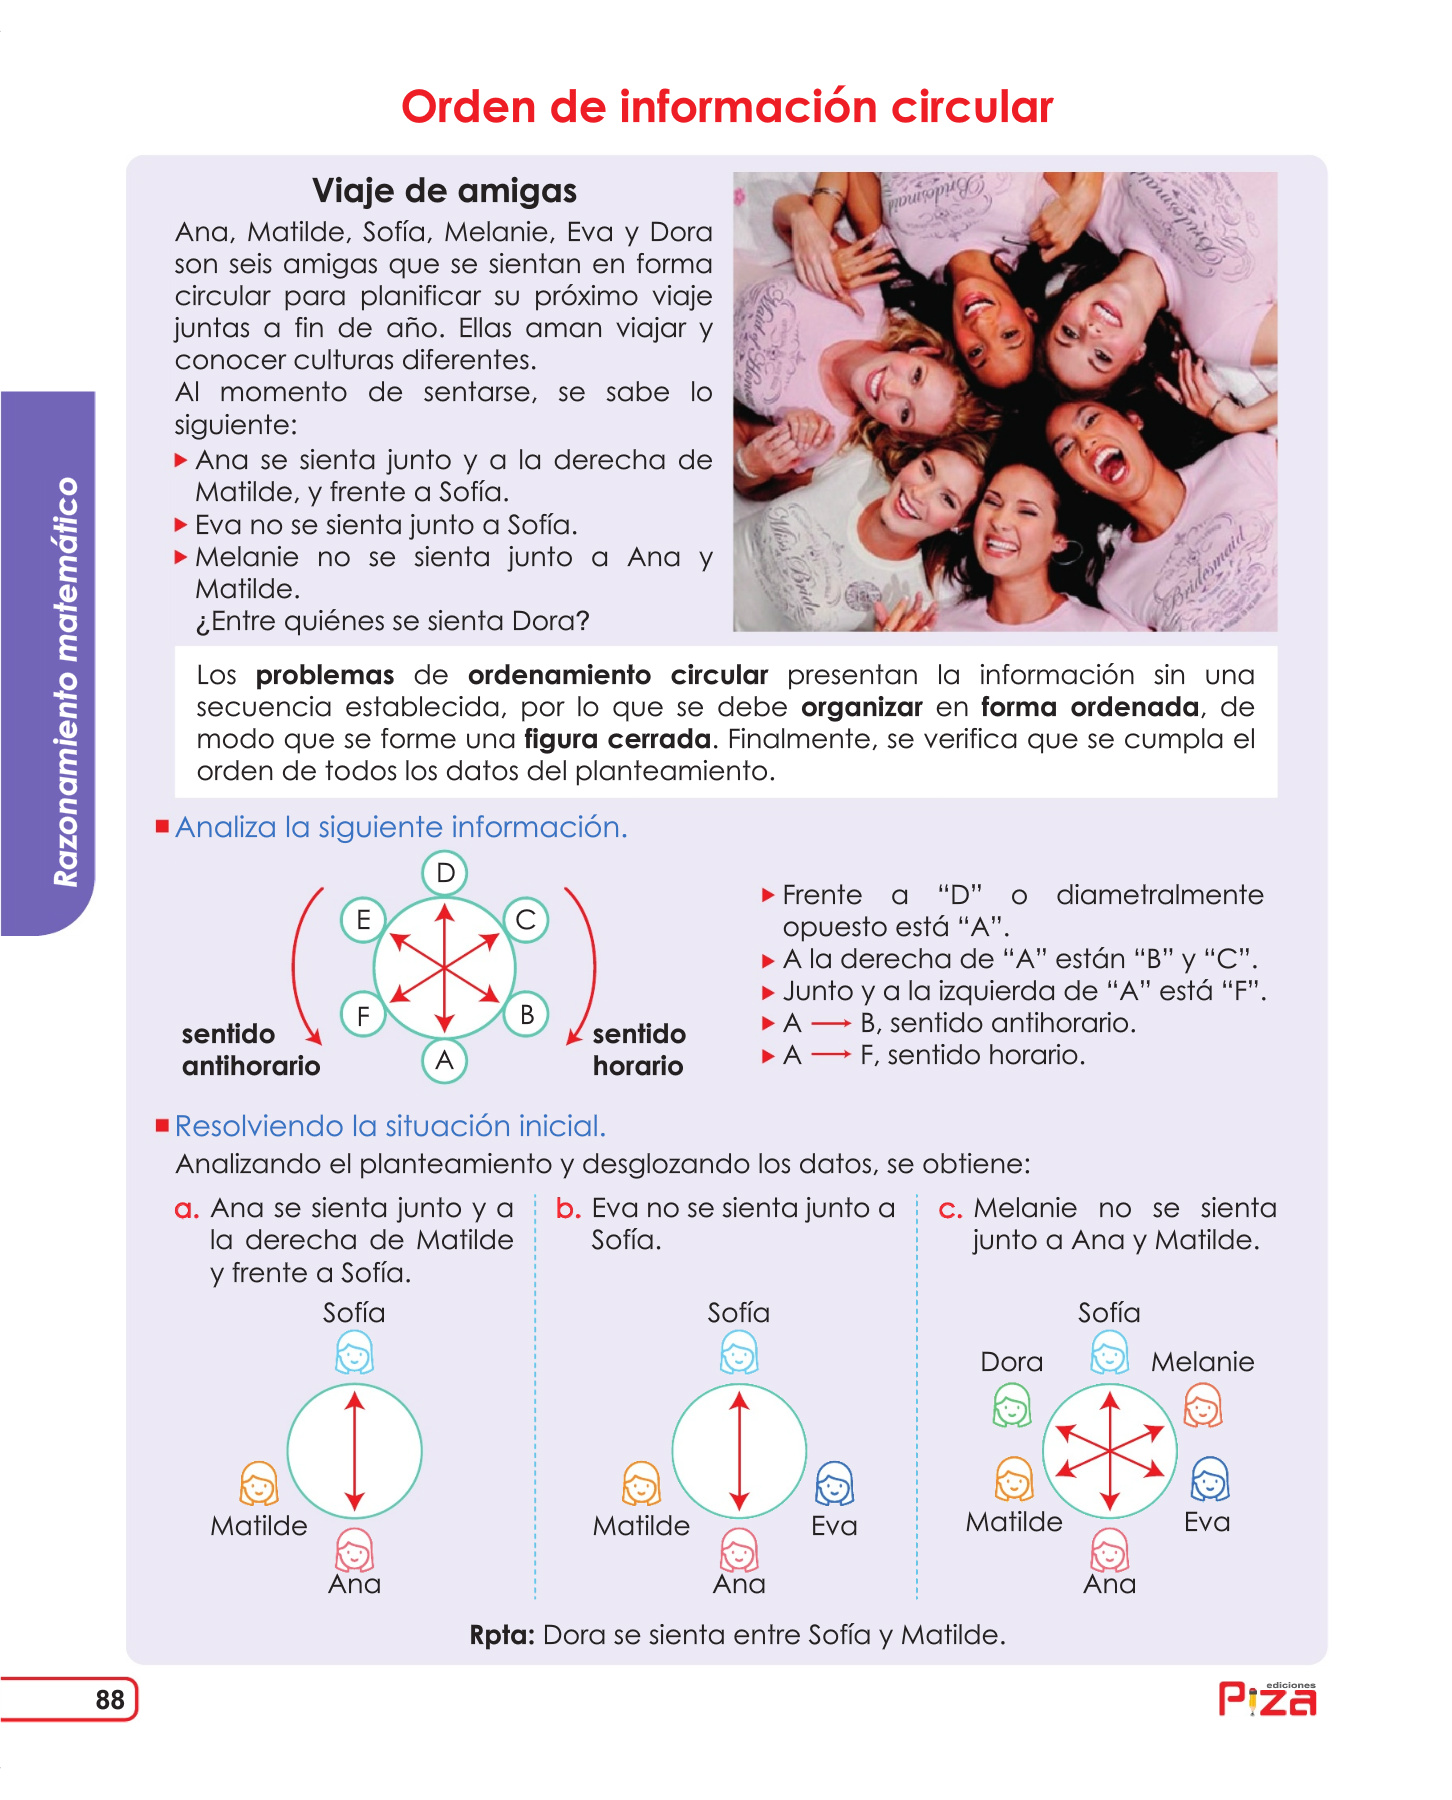 Orden de información circular
Viaje de amigas
Ana, Matilde, Sofía, Melanie, Eva y Dora
son seis amigas que se sientan en forma
circular para planificar su próximo viaje
juntas a fin de año. Ellas aman viajar y
conocer culturas diferentes.
Al momento de sentarse, se sabe lo
siguiente:
Ana se sienta junto y a la derecha de
Matilde, y frente a Sofía.
Eva no se sienta junto a Sofía.
Melanie no se sienta junto a Ana y
Matilde.
¿Entre quiénes se sienta Dora?
Bridesmaid
Bridesmaid
Maid of Honor
Bride
Bridesmaid
Razonamiento matemático
Los problemas de ordenamiento circular presentan la información sin una
secuencia establecida, por lo que se debe organizar en forma ordenada, de
modo que se forme una figura cerrada. Finalmente, se verifica que se cumpla el
orden de todos los datos del planteamiento.
Analiza la siguiente información.
D
E
C
F
B
A
sentido
antihorario
sentido
horario
Frente a “D” o diametralmente
opuesto está “A”.
A la derecha de “A” están “B” y “C”.
Junto y a la izquierda de “A” está “F”.
A → B, sentido antihorario.
A → F, sentido horario.
Resolviendo la situación inicial.
Analizando el planteamiento y desglozando los datos, se obtiene:
a. Ana se sienta junto y a
la derecha de Matilde
y frente a Sofía.
Sofía
Matilde
Ana
b. Eva no se sienta junto a
Sofía.
Sofía
Matilde
Eva
Ana
c. Melanie no se sienta
junto a Ana y Matilde.
Sofía
Dora
Melanie
Matilde
Eva
Ana
Rpta: Dora se sienta entre Sofía y Matilde.
88
ediciones
Piza